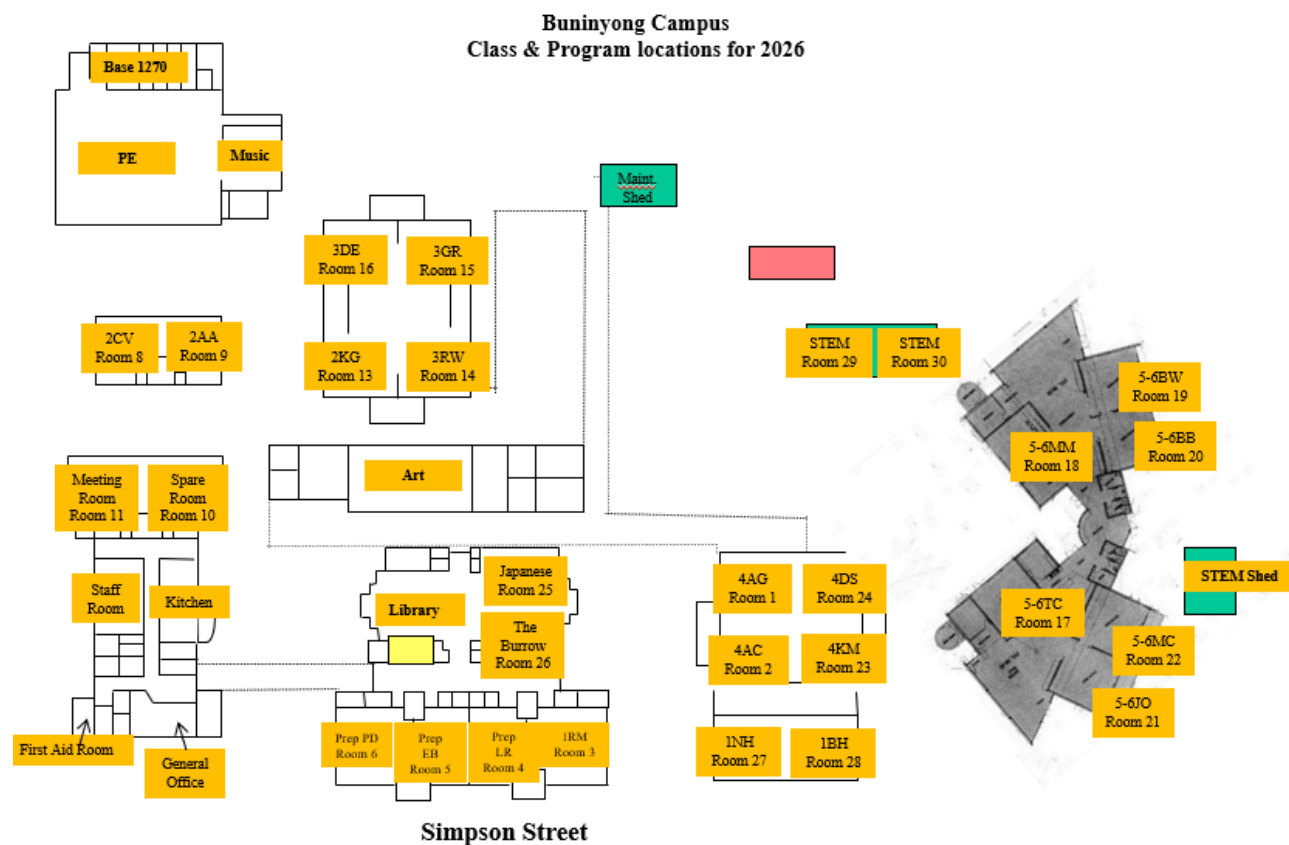 Buninyong Campus
Class & Program locations for 2026
Base 1270
PE
Music
Maint.
Shed
3DE
Room 16
3GR
Room 15
2CV
Room 8
2AA
Room 9
2KG
Room 13
3RW
Room 14
STEM
Room 29
STEM
Room 30
5-6BW
Room 19
5-6BB
Room 20
5-6MM
Room 18
Meeting
Room
Room 11
Spare
Room
Room 10
Art
Staff
Room
Kitchen
Library
Japanese
Room 25
The
Burrow
Room 26
4AG
Room 1
4DS
Room 24
4AC
Room 2
4KM
Room 23
STEM Shed
5-6TC
Room 17
5-6MC
Room 22
5-6JO
Room 21
First Aid Room
General
Office
Prep PD
Room 6
Prep
EB
Room 5
Prep
LR
Room 4
1RM
Room 3
1NH
Room 27
1BH
Room 28
Simpson Street